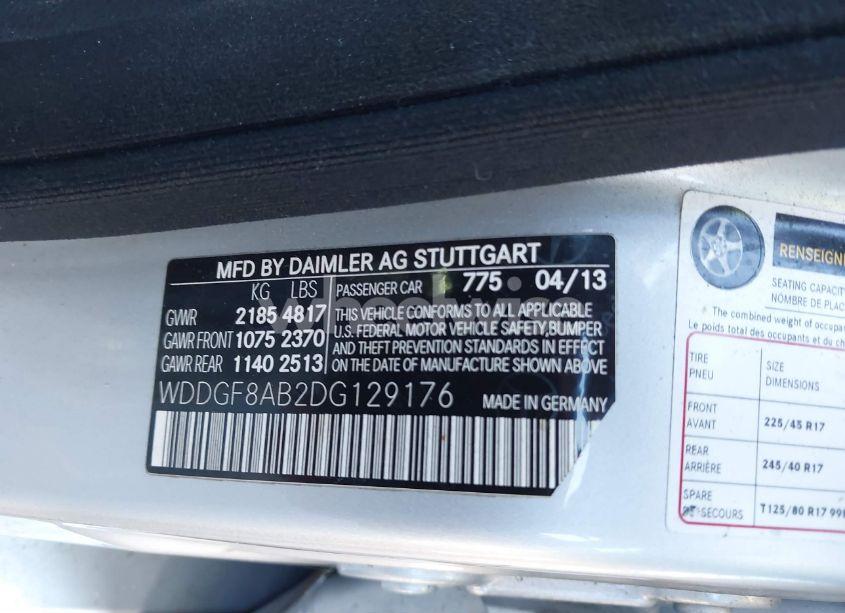 MFD BY DAIMLER AG STUTTGART
KG LBS
PASSENGER CAR 775 04/13
GVWR 2185 4817
GAWR FRONT 1075 2370
GAWR REAR 1140 2513
THIS VEHICLE CONFORMS TO ALL APPLICABLE
U.S. FEDERAL MOTOR VEHICLE SAFETY, BUMPER
AND THEFT PREVENTION STANDARDS IN EFFECT
ON THE DATE OF MANUFACTURE SHOWN ABOVE
WDDGF8AB2DG129176 MADE IN GERMANY
RENSEIGN
SEATING CAPACITY
NOMBRE DE PLAC
The combined weight of occupa
Le poids total des occupants et du ch
TIRE SIZE
PNEU DIMENSIONS
FRONT
AVANT 225/45 R17
REAR
ARRIÈRE 245/40 R17
SPARE
DE SECOURS T125/80 R17 99